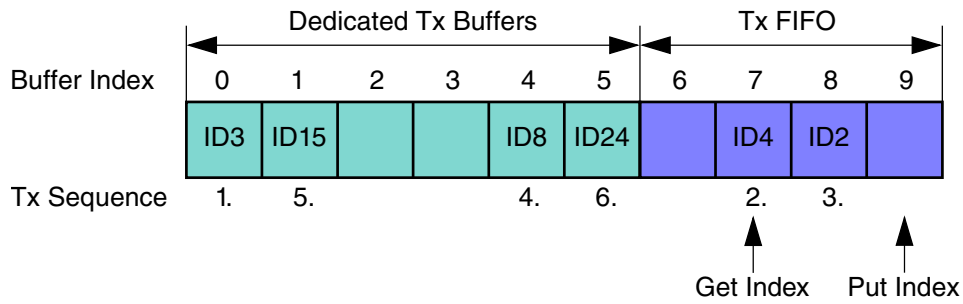 Dedicated Tx Buffers Tx FIFO
Buffer Index 0 1 2 3 4 5 6 7 8 9
ID3 ID15 ID8 ID24 ID4 ID2
Tx Sequence 1. 5. 4. 6. 2. 3.
Get Index Put Index